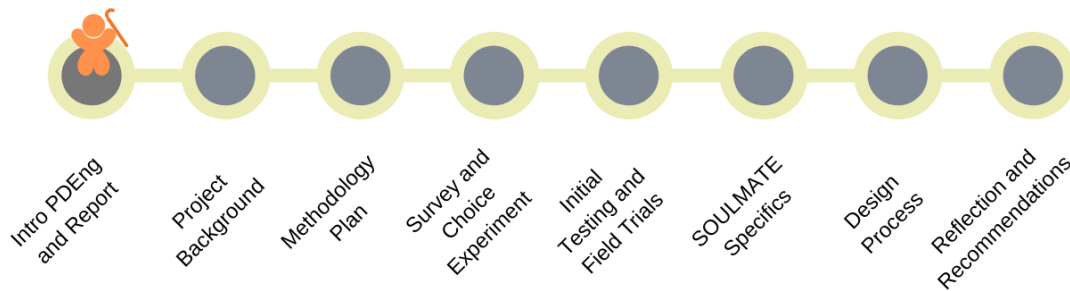 Intro PDEng
and Report
Project
Background
Methodology
Plan
Survey and
Choice
Experiment
Initial
Testing and
Field Trials
SOULMATE
Specifics
Design
Process
Reflection and
Recommendations